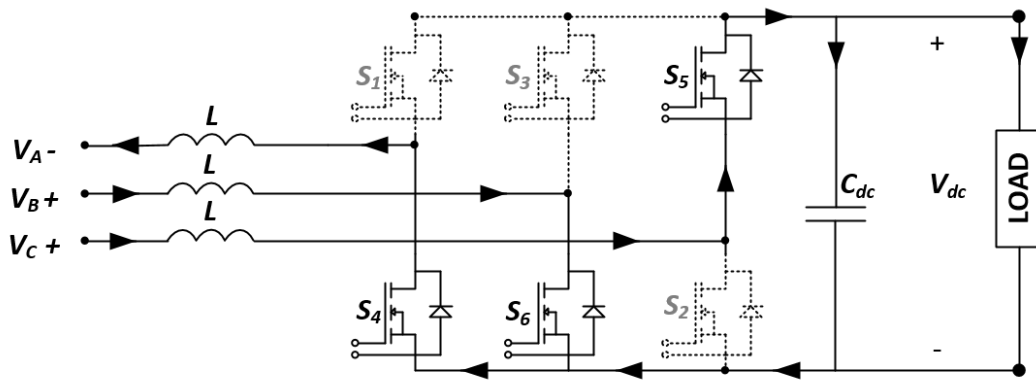 S1
S3
S5
L
VA -
L
VB +
L
VC +
S4
S6
S2
Cdc
+
Vdc
-
LOAD